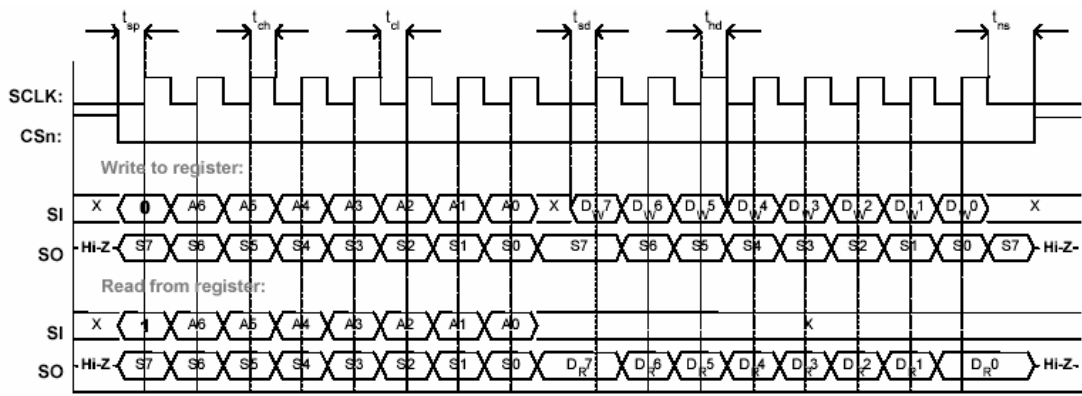 tsp tch tcl tsd thd tns
SCLK:
CSn:
Write to register:
SI X 0 A6 A5 A4 A3 A2 A1 A0 X DW7 DW6 DW5 DW4 DW3 DW2 DW1 DW0 X
SO Hi-Z S7 S6 S5 S4 S3 S2 S1 S0 S7 S6 S5 S4 S3 S2 S1 S0 S7 Hi-Z
Read from register:
SI X 1 A6 A5 A4 A3 A2 A1 A0 X
SO Hi-Z S7 S6 S5 S4 S3 S2 S1 S0 DR7 DR6 DR5 DR4 DR3 DR2 DR1 DR0 Hi-Z